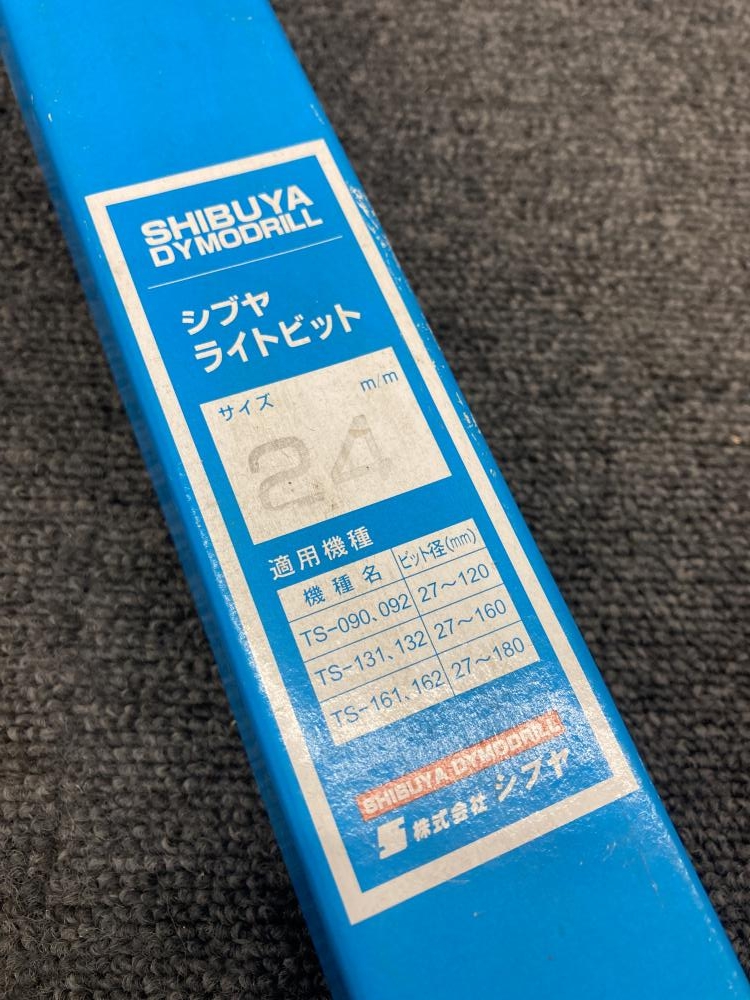 SHIBUYA
DYMODRILL
シブヤ
ライトビット
サイズ m/m
24
適用機種
機種名 ビット径(mm)
TS-090、092 27～120
TS-131、132 27～160
TS-161、162 27～180
SHIBUYA DYMODRILL
S 株式会社 シブヤ